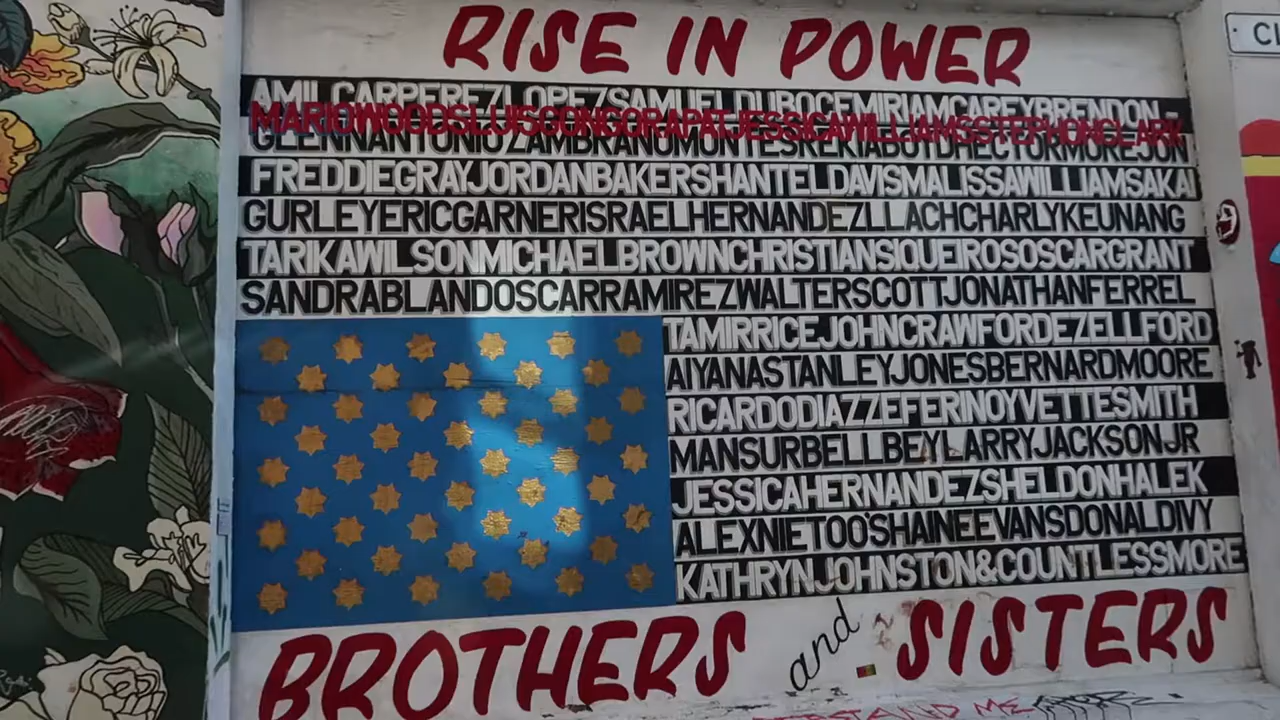 RISE IN POWER
AMILCARPEREZLOPEZSAMUELDUBOCEMIRIAMCAREYBRENDON
MARIOWOODSLUISGONGORAPATJESSICAWILLIAMSSTEPHONCLARK
GLENNANTONIOZAMBRANOMONTESREKIABOYDHECTORMOREJON
FREDDIEGRAYJORDANBAKERSHANTELDAVISMALISSAWILLIAMSAKAI
GURLEYERICGARNERISRAELHERNANDEZLLACHCHARLYKEUNANG
TARIKAWILSONMICHAELBROWNCHRISTIANSIQUEIROSOSCARGRANT
SANDRABLANDOSCARRAMIREZWALTERSCOTTJONATHANFERREL
TAMIRRICEJOHNCRAWFORDEZELLFORD
AIYANASTANLEYJONESBERNARDMOORE
RICARDODIAZZEFERINOYVETTESMITH
MANSURBELLBEYLARRYJACKSONJR
JESSICAHERNANDEZSHELDONHALEK
ALEXNIETOO'SHAINEEVANSDONALDIVY
KATHRYNJOHNSTON&COUNTLESSMORE
BROTHERS and SISTERS